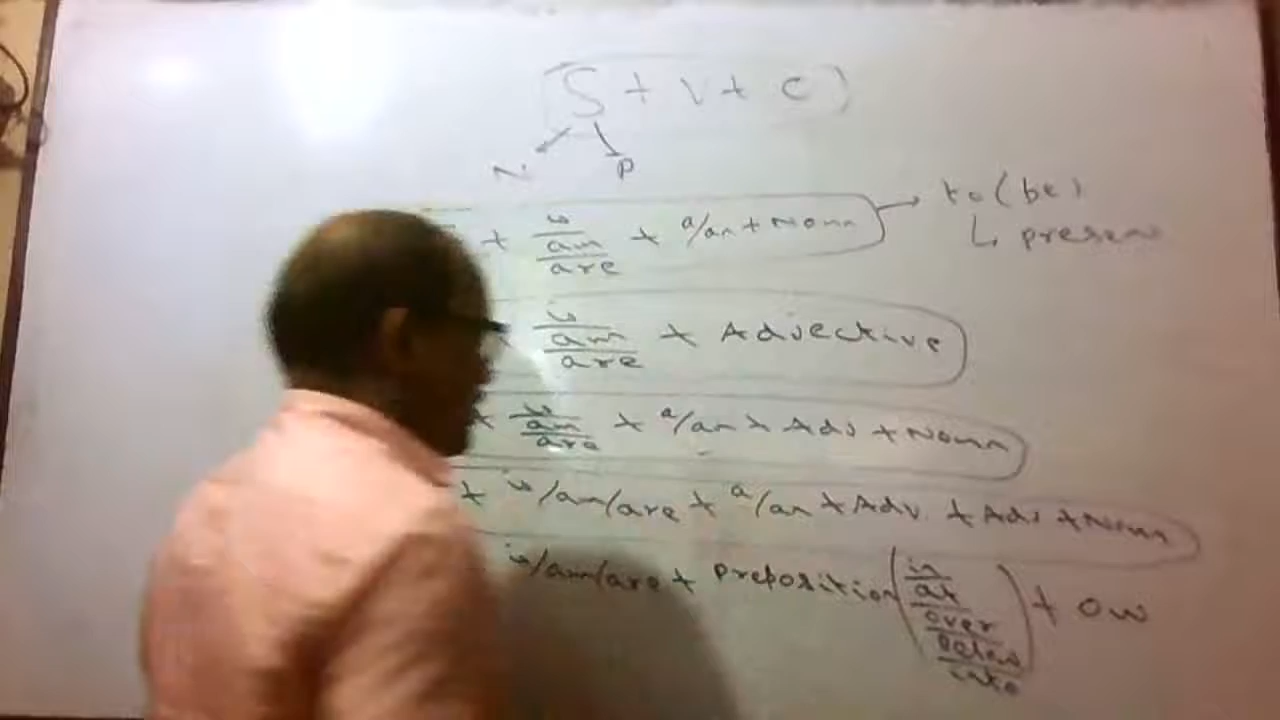 (S + V + C)
N P
+ is/am/are + a/an + Noun → to (be)
↳ presen
is/am/are + Adjective
+ is/am/are + a/an + Adj + Noun
+ is/am/are + a/an + Adv. + Adj + Noun
is/am/are + preposition (in/at/over/below/into) + ow